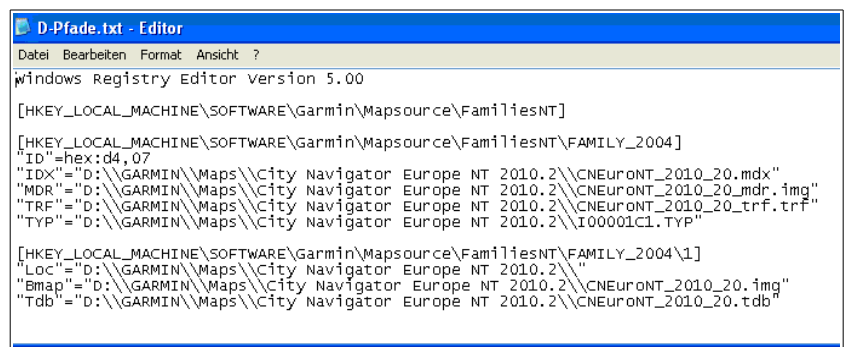 D-Pfade.txt - Editor
Datei Bearbeiten Format Ansicht ?
Windows Registry Editor Version 5.00
[HKEY_LOCAL_MACHINE\SOFTWARE\Garmin\Mapsource\FamiliesNT]
[HKEY_LOCAL_MACHINE\SOFTWARE\Garmin\Mapsource\FamiliesNT\FAMILY_2004]
"ID"=hex:d4,07
"IDX"="D:\\GARMIN\\Maps\\City Navigator Europe NT 2010.2\\CNEuroNT_2010_20.mdx"
"MDR"="D:\\GARMIN\\Maps\\City Navigator Europe NT 2010.2\\CNEuroNT_2010_20_mdr.img"
"TRF"="D:\\GARMIN\\Maps\\City Navigator Europe NT 2010.2\\CNEuroNT_2010_20_trf.trf"
"TYP"="D:\\GARMIN\\Maps\\City Navigator Europe NT 2010.2\\I00001C1.TYP"
[HKEY_LOCAL_MACHINE\SOFTWARE\Garmin\Mapsource\FamiliesNT\FAMILY_2004\1]
"Loc"="D:\\GARMIN\\Maps\\City Navigator Europe NT 2010.2\\"
"Bmap"="D:\\GARMIN\\Maps\\City Navigator Europe NT 2010.2\\CNEuroNT_2010_20.img"
"Tdb"="D:\\GARMIN\\Maps\\City Navigator Europe NT 2010.2\\CNEuroNT_2010_20.tdb"